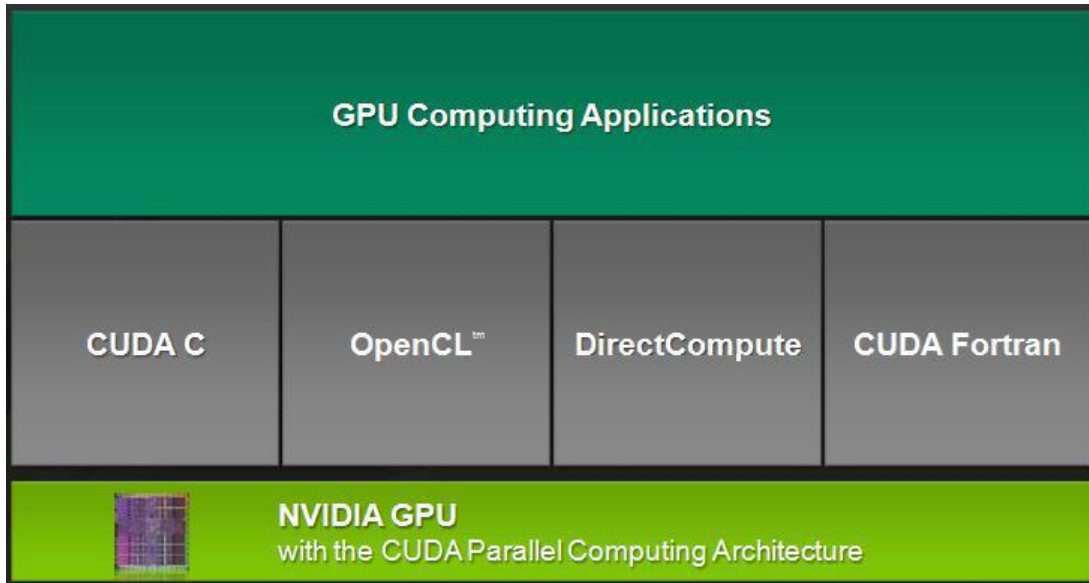 GPU Computing Applications
CUDA C
OpenCL™
DirectCompute
CUDA Fortran
NVIDIA GPU
with the CUDA Parallel Computing Architecture